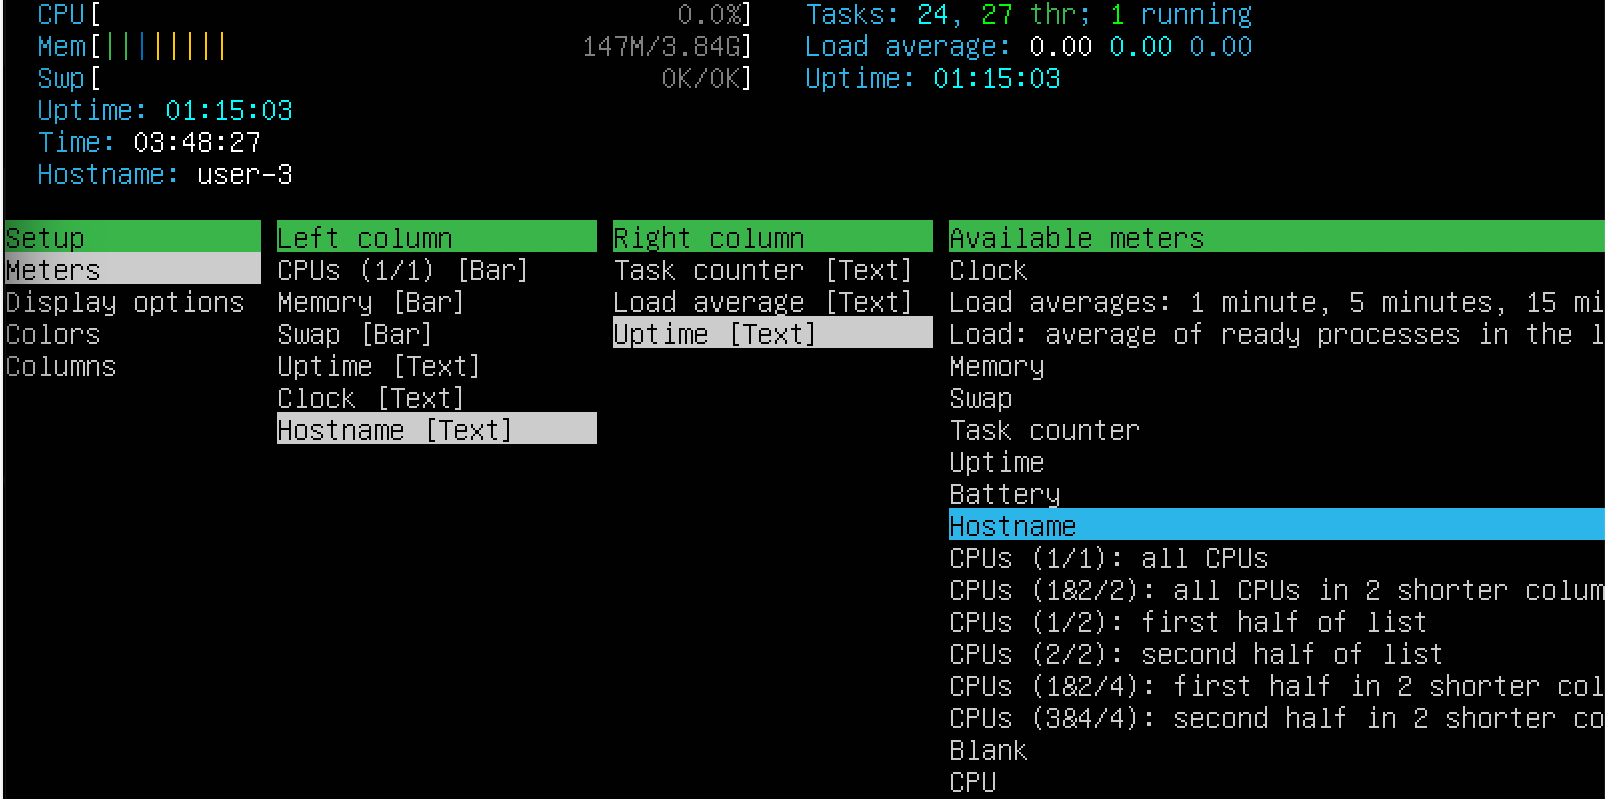 CPU[ 0.0%] Tasks: 24, 27 thr; 1 running
Mem[||||||||| 147M/3.84G] Load average: 0.00 0.00 0.00
Swp[ 0K/0K] Uptime: 01:15:03
Uptime: 01:15:03
Time: 03:48:27
Hostname: user-3
Setup Left column Right column Available meters
Meters CPUs (1/1) [Bar] Task counter [Text] Clock
Display options Memory [Bar] Load average [Text] Load averages: 1 minute, 5 minutes, 15 mi
Colors Swap [Bar] Uptime [Text] Load: average of ready processes in the l
Columns Uptime [Text] Memory
Clock [Text] Swap
Hostname [Text] Task counter
Uptime
Battery
Hostname
CPUs (1/1): all CPUs
CPUs (1&2/2): all CPUs in 2 shorter colum
CPUs (1/2): first half of list
CPUs (2/2): second half of list
CPUs (1&2/4): first half in 2 shorter col
CPUs (3&4/4): second half in 2 shorter co
Blank
CPU